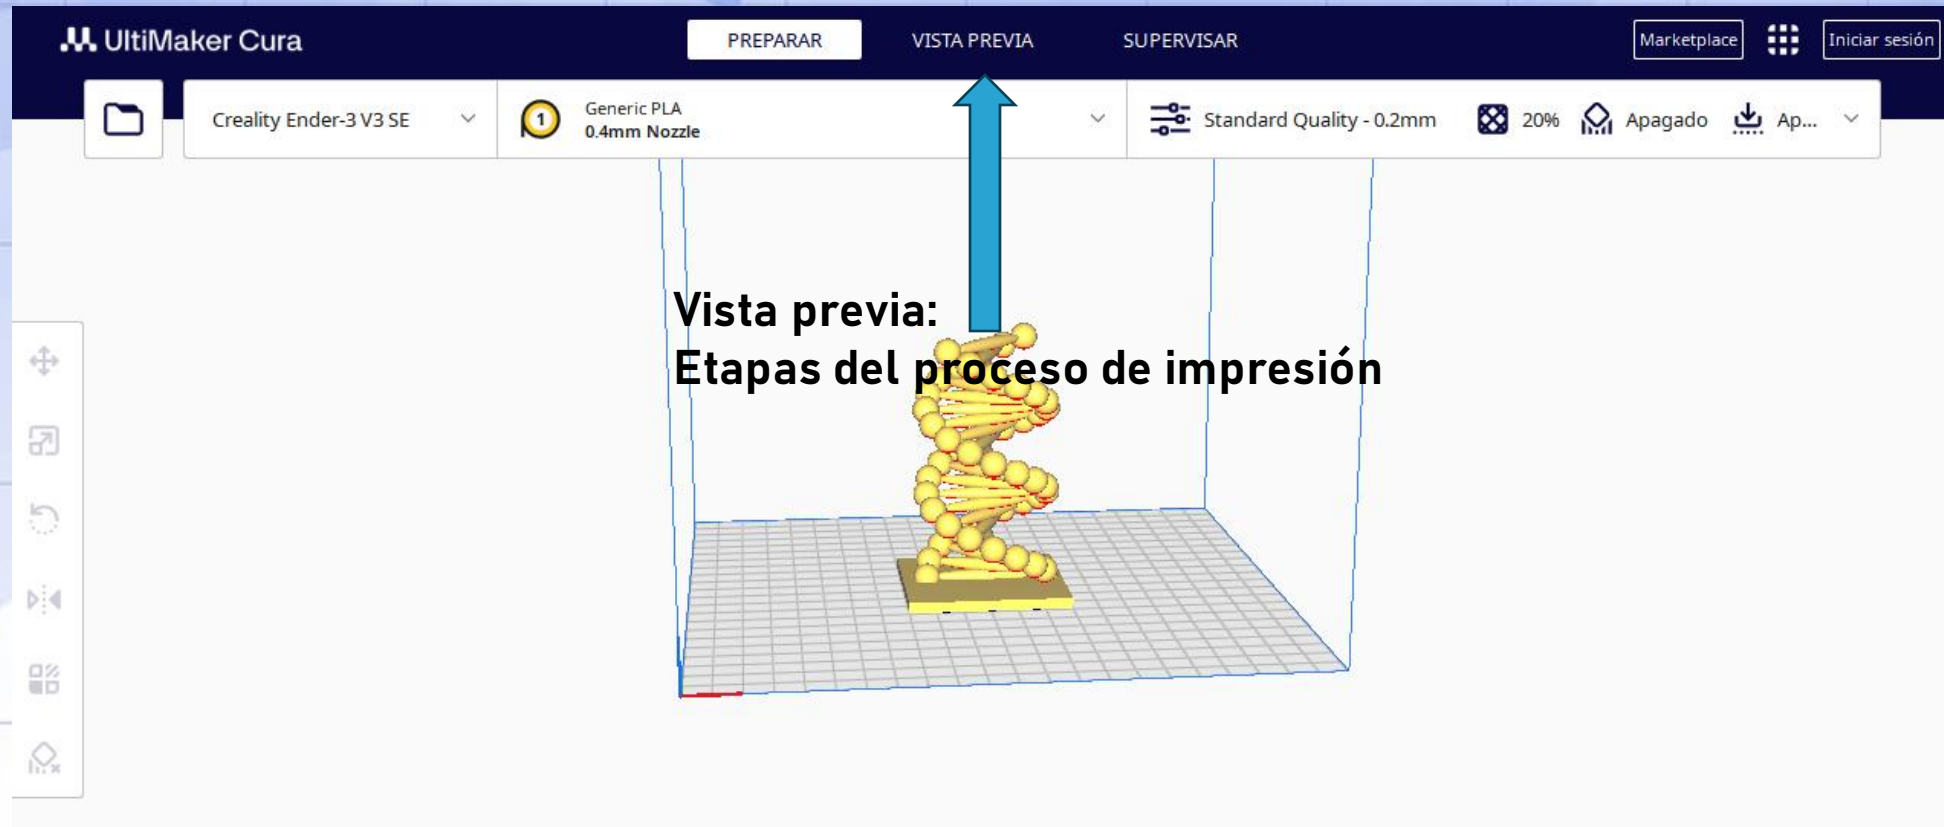 UltiMaker Cura
PREPARAR
VISTA PREVIA
SUPERVISAR
Marketplace
Iniciar sesión
Creality Ender-3 V3 SE
1
Generic PLA
0.4mm Nozzle
Standard Quality - 0.2mm
20%
Apagado
Ap...
Vista previa:
Etapas del proceso de impresión